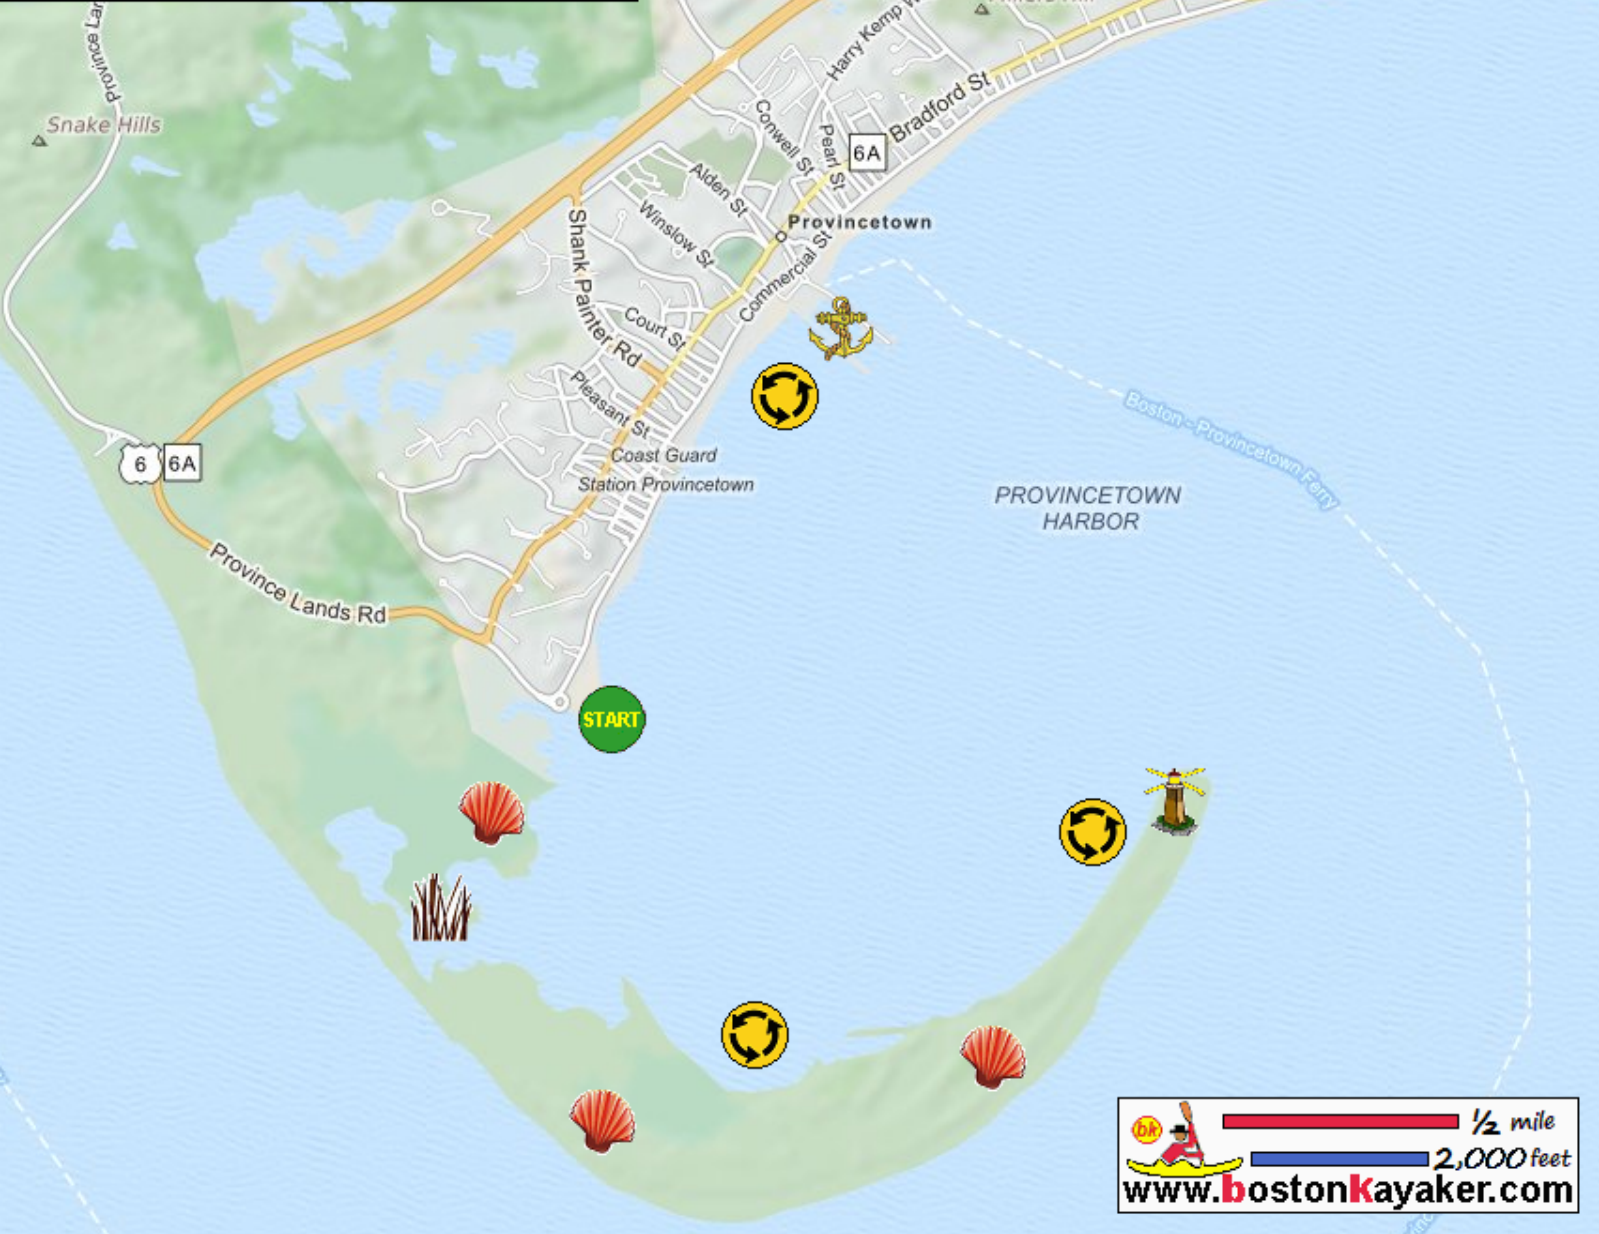 Province La
Harry Kemp W
Snake Hills
Conwell St
Pearl St
6A
Bradford St
Alden St
Winslow St
Provincetown
Commercial St
Shank Painter Rd
Court St
Pleasant St
Coast Guard
Station Provincetown
6
6A
Province Lands Rd
Boston - Provincetown Ferry
PROVINCETOWN
HARBOR
START
bk
½ mile
2,000 feet
www.bostonkayaker.com